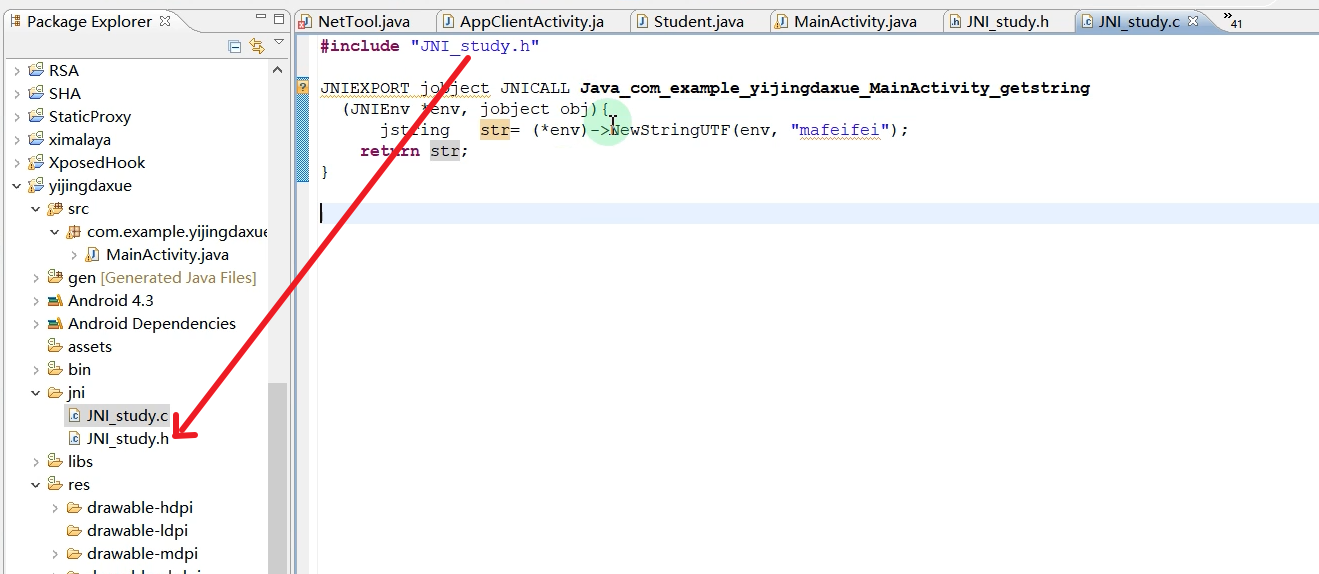 Package Explorer
NetTool.java
AppClientActivity.ja
Student.java
MainActivity.java
JNI_study.h
JNI_study.c
»41
RSA
SHA
StaticProxy
ximalaya
XposedHook
yijingdaxue
src
com.example.yijingdaxue
MainActivity.java
gen [Generated Java Files]
Android 4.3
Android Dependencies
assets
bin
jni
JNI_study.c
JNI_study.h
libs
res
drawable-hdpi
drawable-ldpi
drawable-mdpi
#include "JNI_study.h"
JNIEXPORT jobject JNICALL Java_com_example_yijingdaxue_MainActivity_getstring
(JNIEnv *env, jobject obj){
jstring str= (*env)->NewStringUTF(env, "mafeifei");
return str;
}